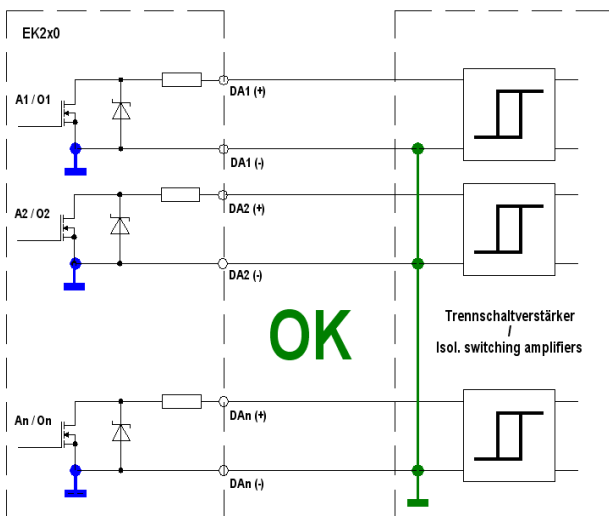 EK2x0
A1 / O1
DA1 (+)
DA1 (-)
A2 / O2
DA2 (+)
DA2 (-)
OK
Trennschaltverstärker
/
Isol. switching amplifiers
An / On
DAn (+)
DAn (-)